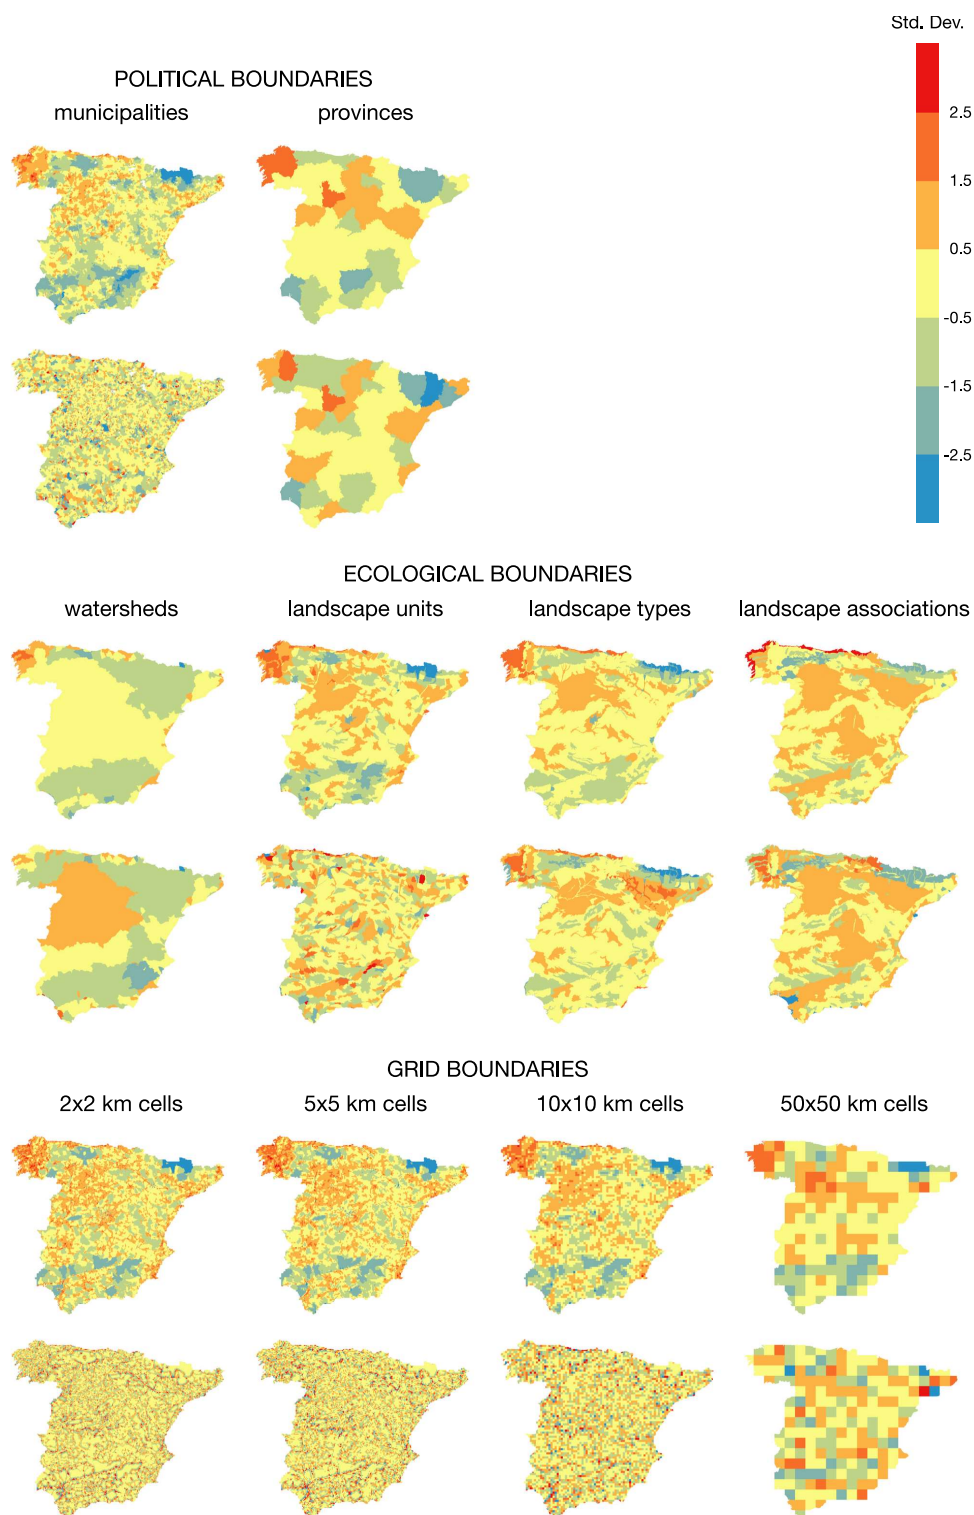 Std. Dev.
2.5
1.5
0.5
-0.5
-1.5
-2.5
POLITICAL BOUNDARIES
municipalities
provinces
ECOLOGICAL BOUNDARIES
watersheds
landscape units
landscape types
landscape associations
GRID BOUNDARIES
2x2 km cells
5x5 km cells
10x10 km cells
50x50 km cells